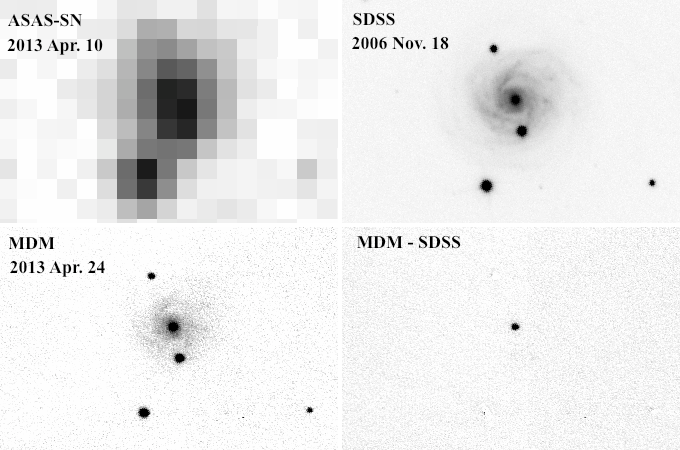 ASAS-SN
2013 Apr. 10
SDSS
2006 Nov. 18
MDM
2013 Apr. 24
MDM - SDSS